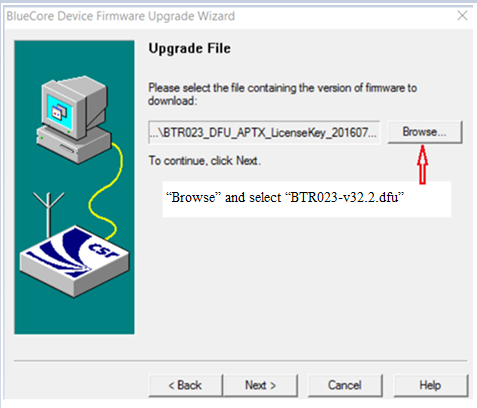 BlueCore Device Firmware Upgrade Wizard
Upgrade File
Please select the file containing the version of firmware to
download:
...\BTR023_DFU_APTX_LicenseKey_201607...
Browse...
To continue, click Next.
“Browse” and select “BTR023-v32.2.dfu”
csr
< Back
Next >
Cancel
Help